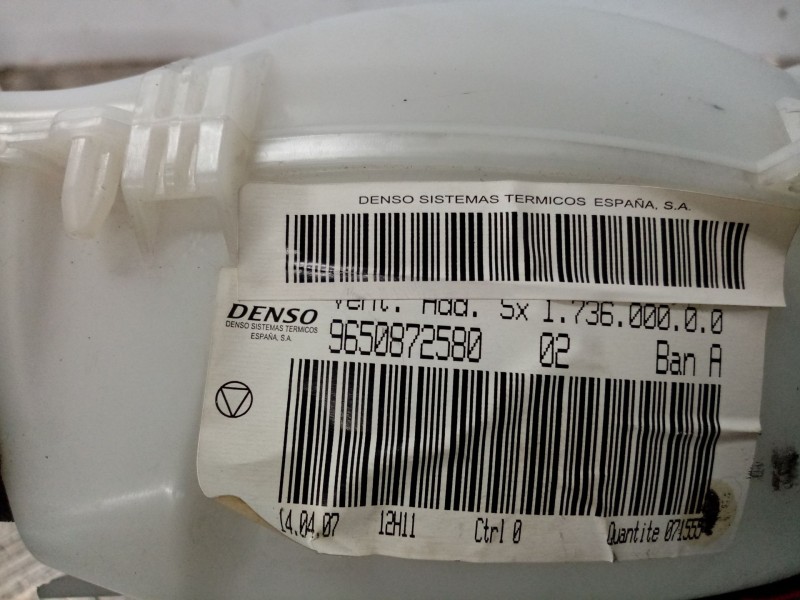 DENSO SISTEMAS TERMICOS ESPAÑA, S.A.
Vent. Add. Sx 1.736.000.0.0
DENSO
DENSO SISTEMAS TERMICOS
ESPAÑA, S.A.
9650872580 02 Ban A
14.04.07 12H11 Ctrl 0 Quantite 071555